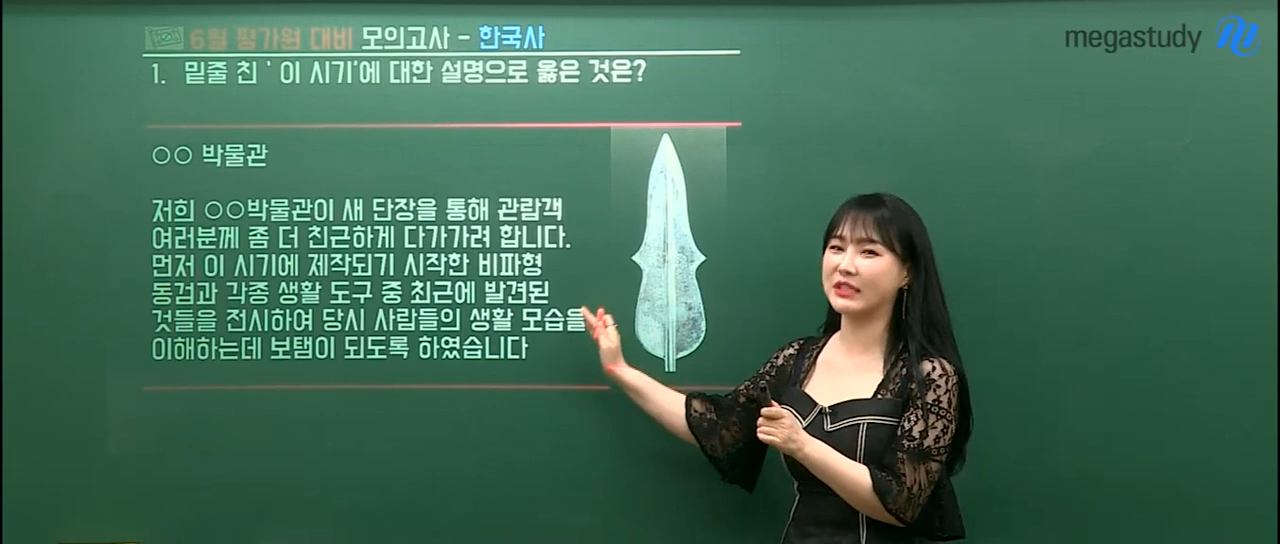 6월 평가원 대비 모의고사 - 한국사
megastudy
1. 밑줄 친 ' 이 시기'에 대한 설명으로 옳은 것은?
○○ 박물관
저희 ○○박물관이 새 단장을 통해 관람객
여러분께 좀 더 친근하게 다가가려 합니다.
먼저 이 시기에 제작되기 시작한 비파형
동검과 각종 생활 도구 중 최근에 발견된
것들을 전시하여 당시 사람들의 생활 모습을
이해하는데 보탬이 되도록 하였습니다